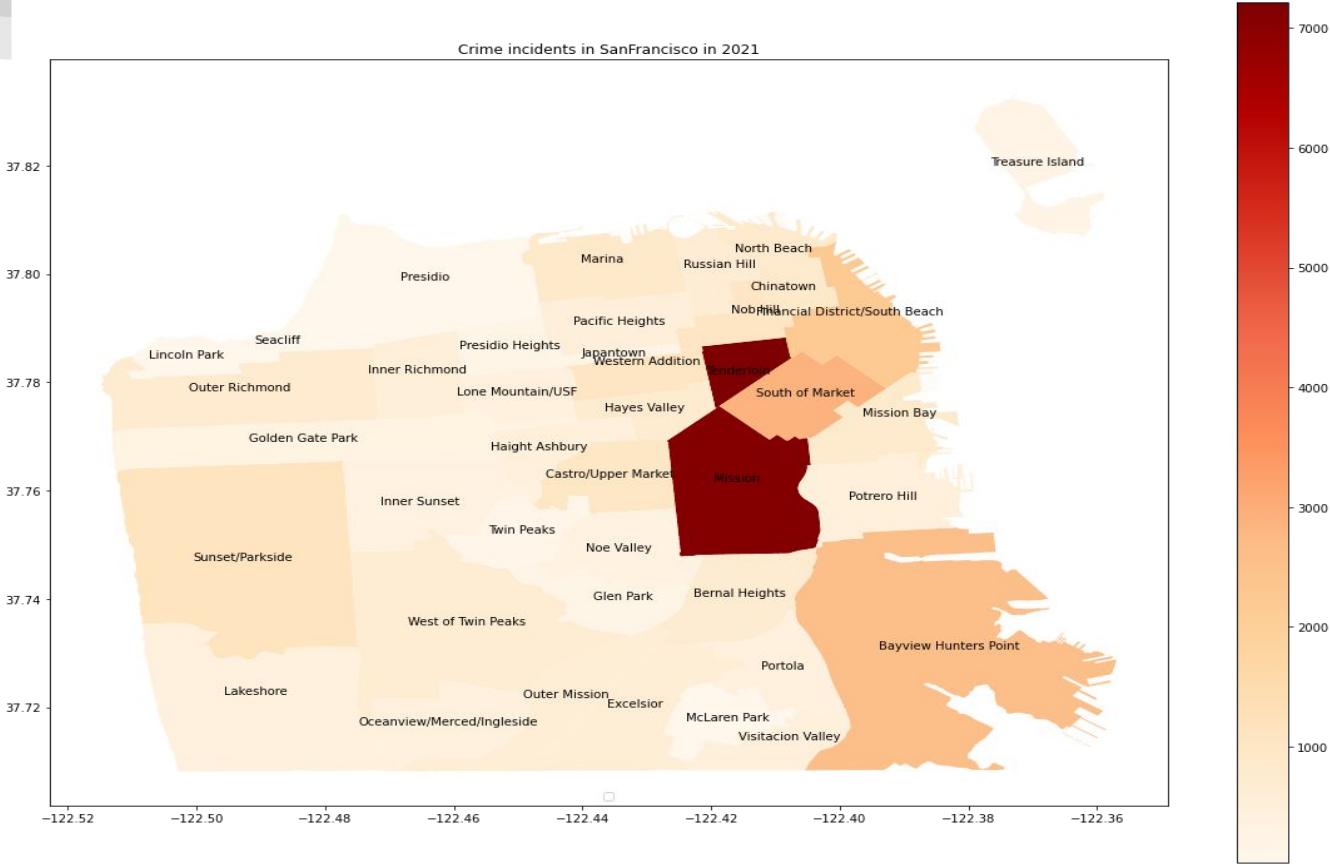 Crime incidents in SanFrancisco in 2021
7000
6000
5000
4000
3000
2000
1000
37.82
37.80
37.78
37.76
37.74
37.72
Treasure Island
North Beach
Marina
Russian Hill
Presidio
Chinatown
Nob Hill
Financial District/South Beach
Pacific Heights
Seacliff
Presidio Heights
Japantown
Lincoln Park
Western Addition
Inner Richmond
Tenderloin
Outer Richmond
Lone Mountain/USF
South of Market
Hayes Valley
Mission Bay
Golden Gate Park
Haight Ashbury
Castro/Upper Market
Mission
Inner Sunset
Potrero Hill
Twin Peaks
Noe Valley
Sunset/Parkside
Glen Park
Bernal Heights
West of Twin Peaks
Bayview Hunters Point
Portola
Lakeshore
Outer Mission
Excelsior
Oceanview/Merced/Ingleside
McLaren Park
Visitacion Valley
−122.52 −122.50 −122.48 −122.46 −122.44 −122.42 −122.40 −122.38 −122.36